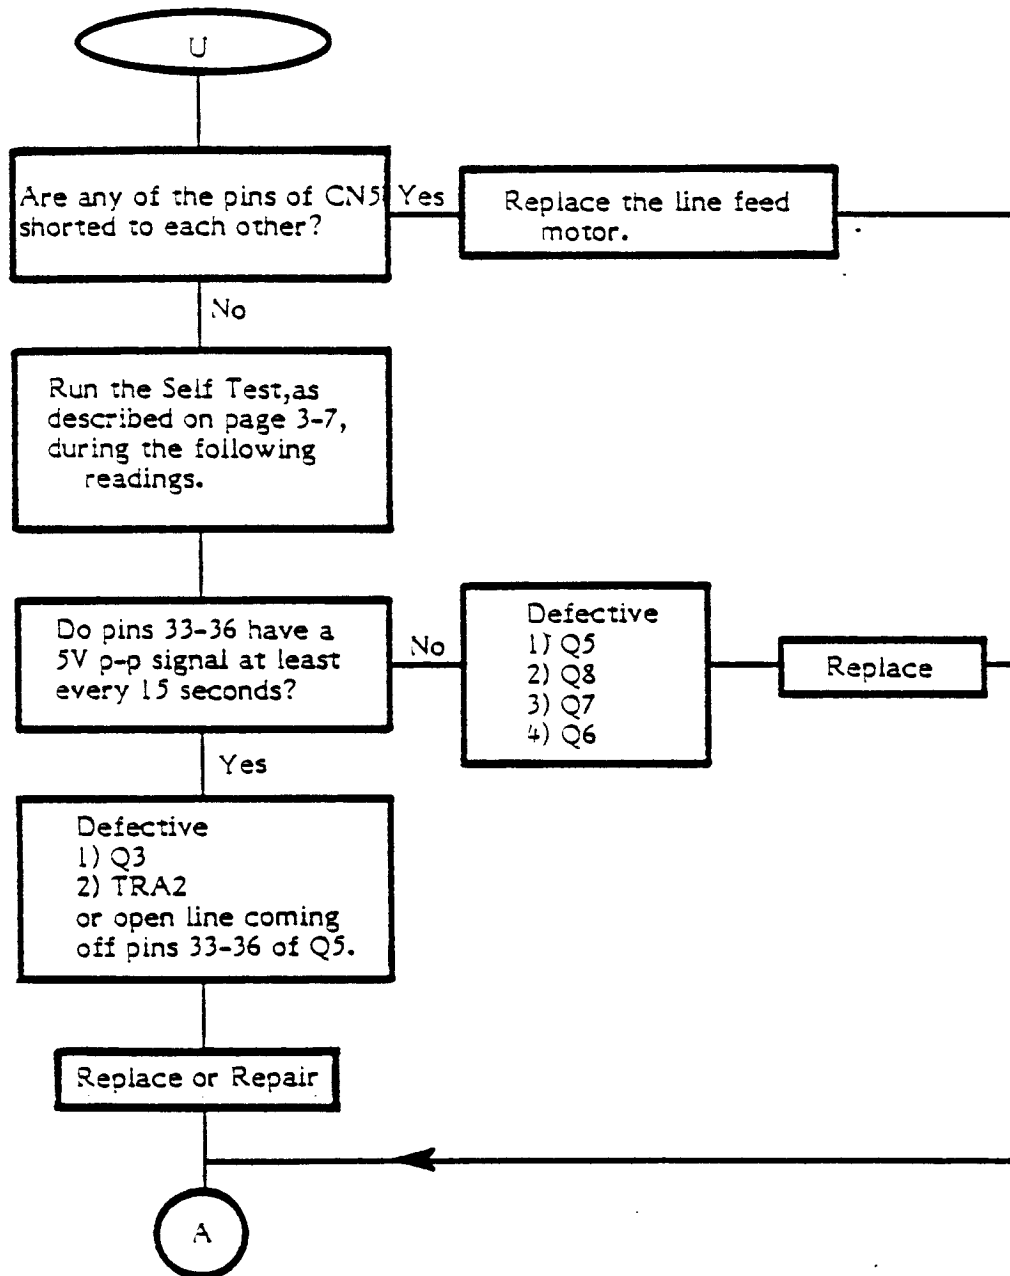 U
Are any of the pins of CN5
shorted to each other?
Yes
Replace the line feed
motor.
No
Run the Self Test,as
described on page 3-7,
during the following
readings.
Do pins 33-36 have a
5V p-p signal at least
every 15 seconds?
No
Defective
1) Q5
2) Q8
3) Q7
4) Q6
Replace
Yes
Defective
1) Q3
2) TRA2
or open line coming
off pins 33-36 of Q5.
Replace or Repair
A